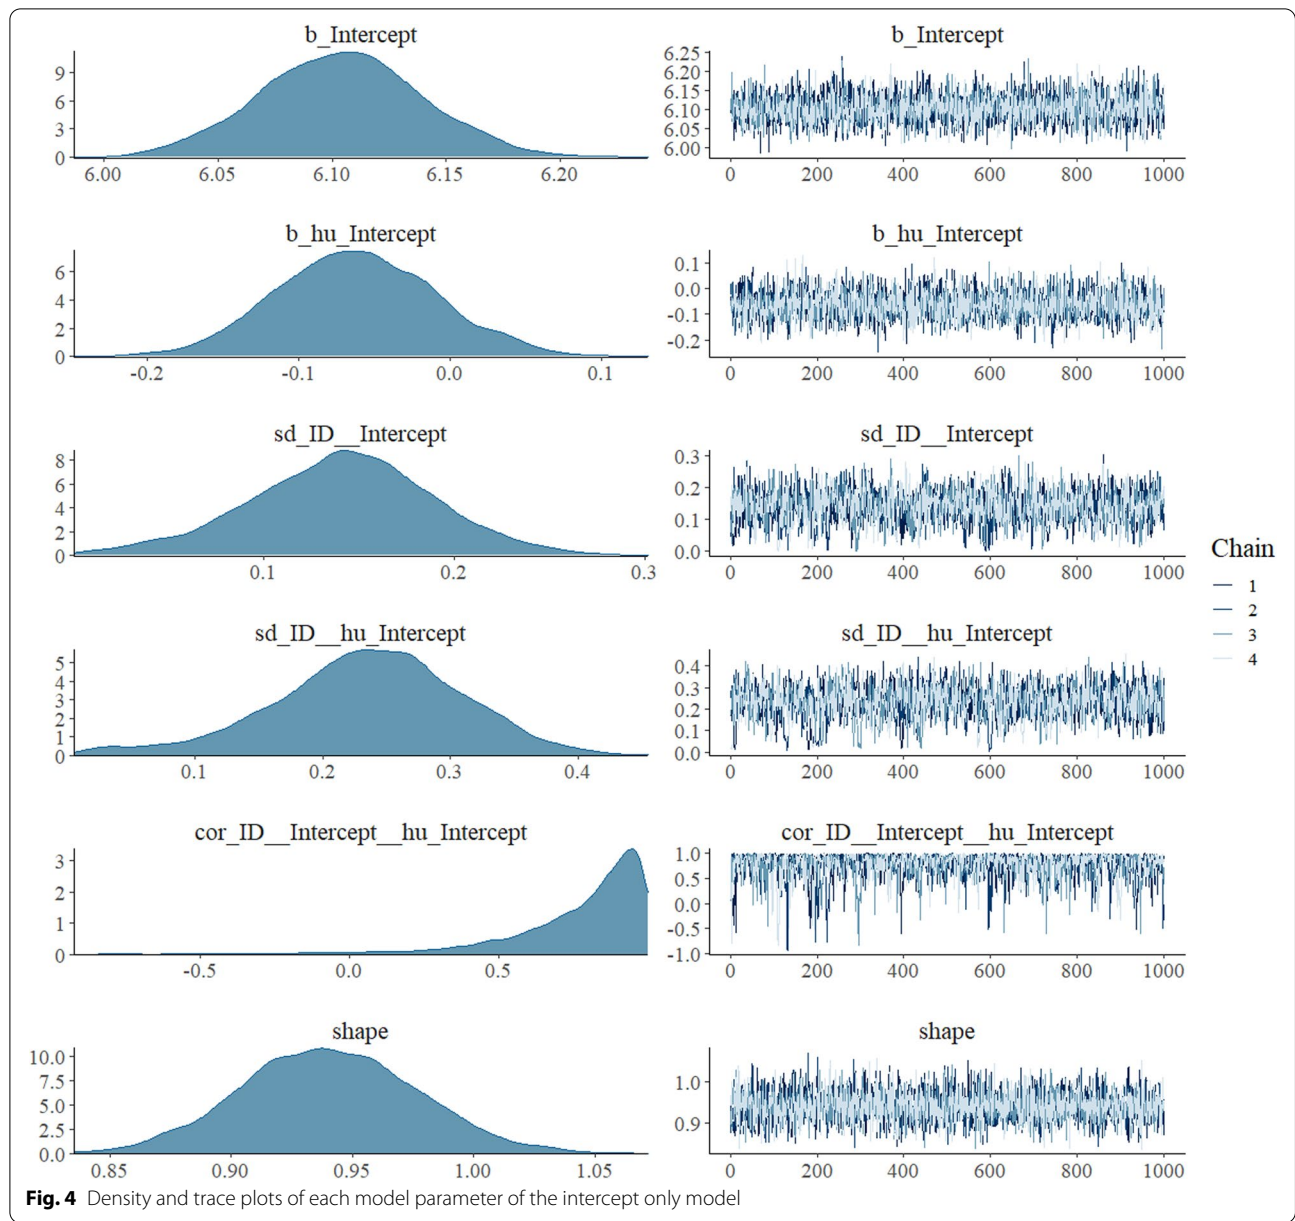 b_Intercept
9
6
3
0
6.00 6.05 6.10 6.15 6.20
b_Intercept
6.25
6.20
6.15
6.10
6.05
6.00
0 200 400 600 800 1000
b_hu_Intercept
6
4
2
0
-0.2 -0.1 0.0 0.1
b_hu_Intercept
0.1
0.0
-0.1
-0.2
0 200 400 600 800 1000
sd_ID__Intercept
8
6
4
2
0
0.1 0.2 0.3
sd_ID__Intercept
0.3
0.2
0.1
0.0
0 200 400 600 800 1000
sd_ID__hu_Intercept
5
4
3
2
1
0
0.1 0.2 0.3 0.4
sd_ID__hu_Intercept
0.4
0.3
0.2
0.1
0.0
0 200 400 600 800 1000
cor_ID__Intercept__hu_Intercept
3
2
1
0
-0.5 0.0 0.5
cor_ID__Intercept__hu_Intercept
1.0
0.5
0.0
-0.5
-1.0
0 200 400 600 800 1000
shape
10.0
7.5
5.0
2.5
0.0
0.85 0.90 0.95 1.00 1.05
shape
1.0
0.9
0 200 400 600 800 1000
Chain
1
2
3
4
Fig. 4 Density and trace plots of each model parameter of the intercept only model